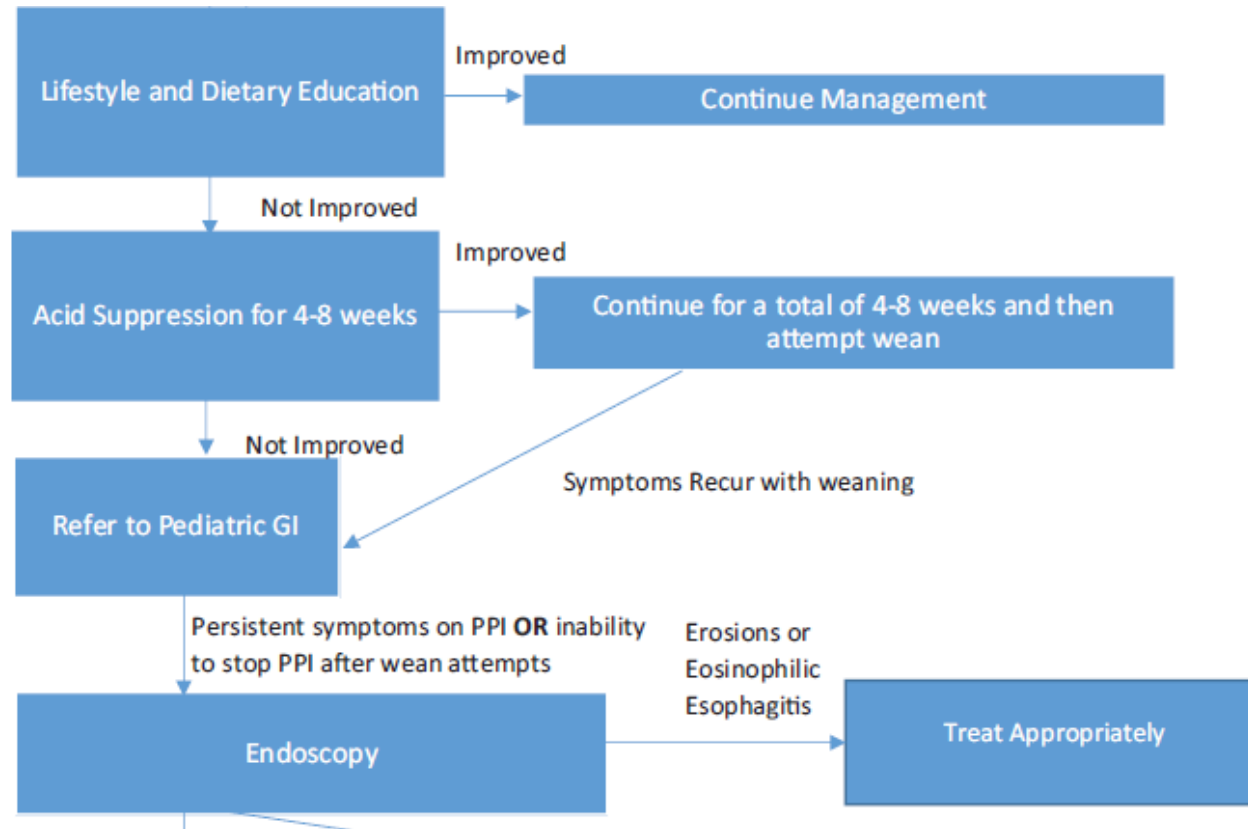 Improved
Lifestyle and Dietary Education
Continue Management
Not Improved
Improved
Acid Suppression for 4-8 weeks
Continue for a total of 4-8 weeks and then
attempt wean
Not Improved
Symptoms Recur with weaning
Refer to Pediatric GI
Persistent symptoms on PPI OR inability
to stop PPI after wean attempts
Erosions or
Eosinophilic
Esophagitis
Endoscopy
Treat Appropriately